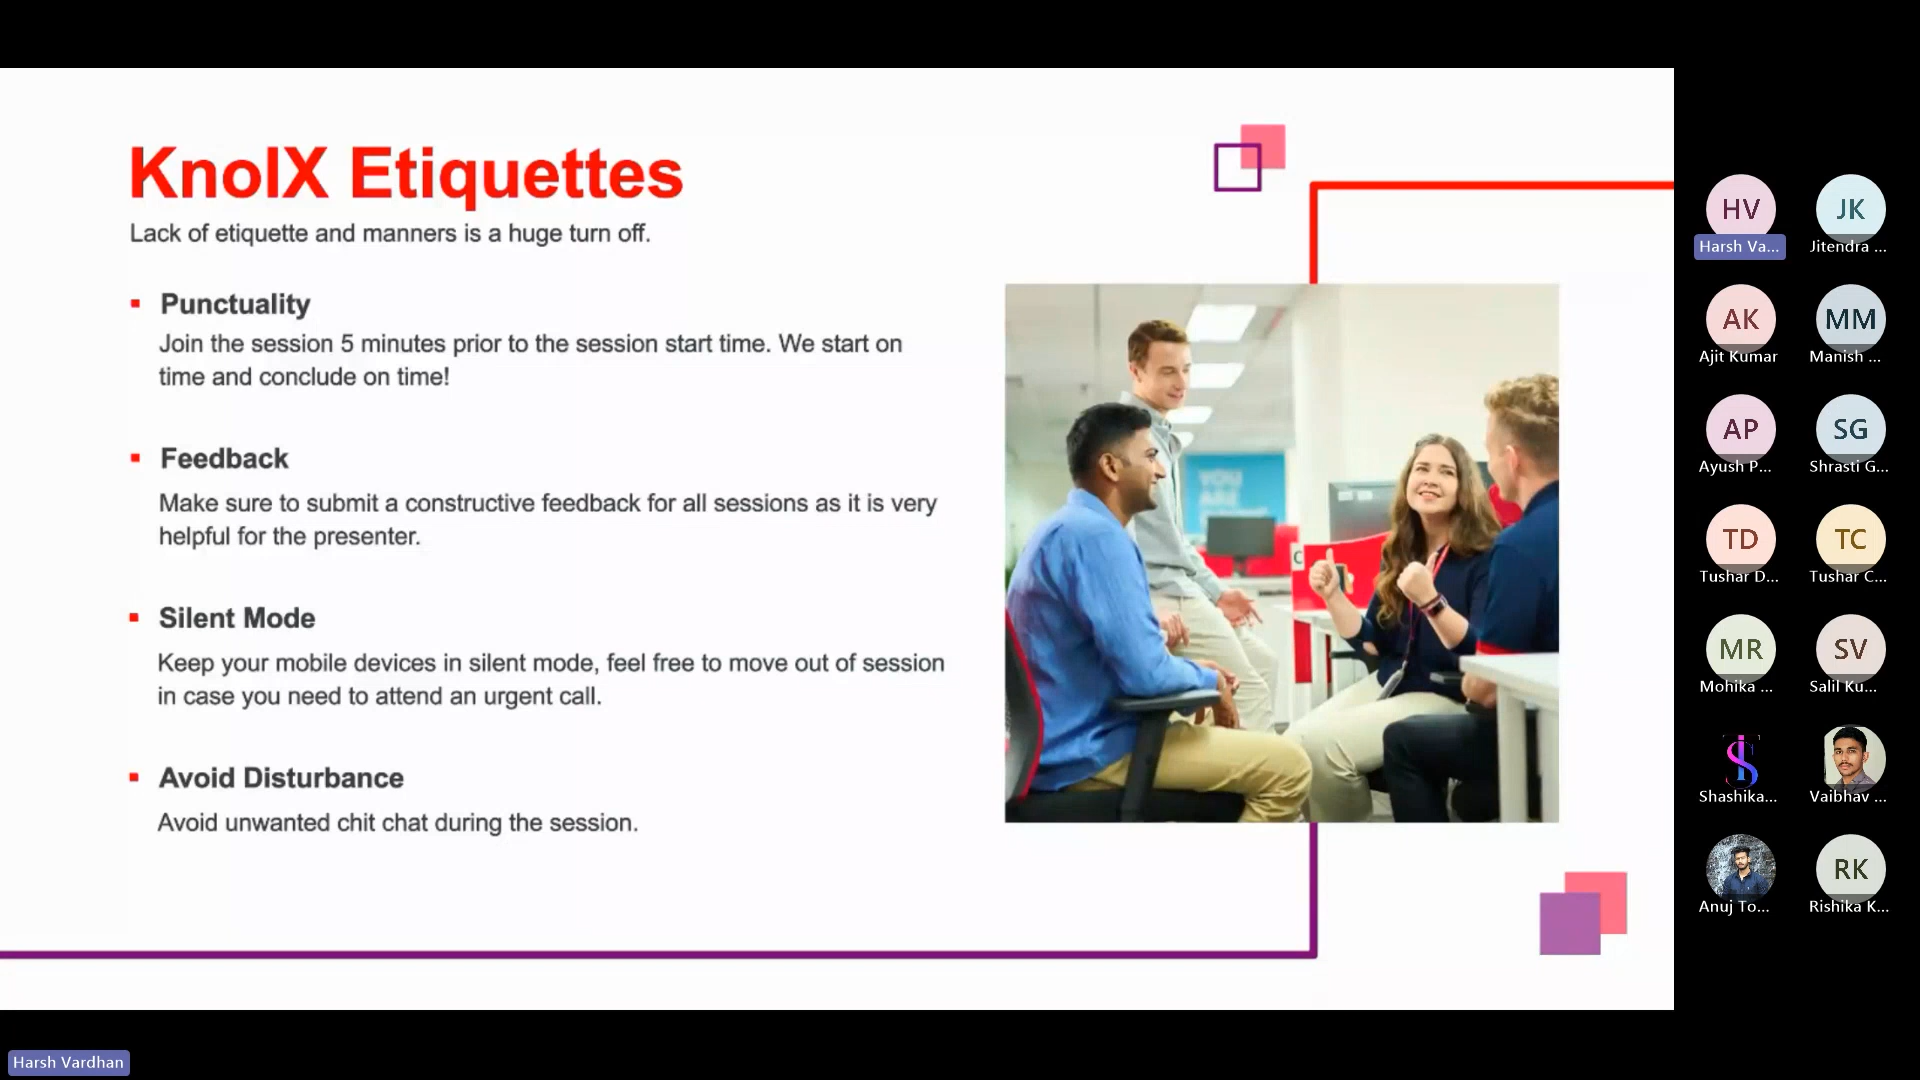 KnolX Etiquettes
Lack of etiquette and manners is a huge turn off.
Punctuality
Join the session 5 minutes prior to the session start time. We start on
time and conclude on time!
Feedback
Make sure to submit a constructive feedback for all sessions as it is very
helpful for the presenter.
Silent Mode
Keep your mobile devices in silent mode, feel free to move out of session
in case you need to attend an urgent call.
Avoid Disturbance
Avoid unwanted chit chat during the session.
YOU
ARE
C
HV
Harsh Va...
JK
Jitendra ...
AK
Ajit Kumar
MM
Manish ...
AP
Ayush P...
SG
Shrasti G...
TD
Tushar D...
TC
Tushar C...
MR
Mohika ...
SV
Salil Ku...
Shashika...
Vaibhav ...
Anuj To...
RK
Rishika K...
Harsh Vardhan